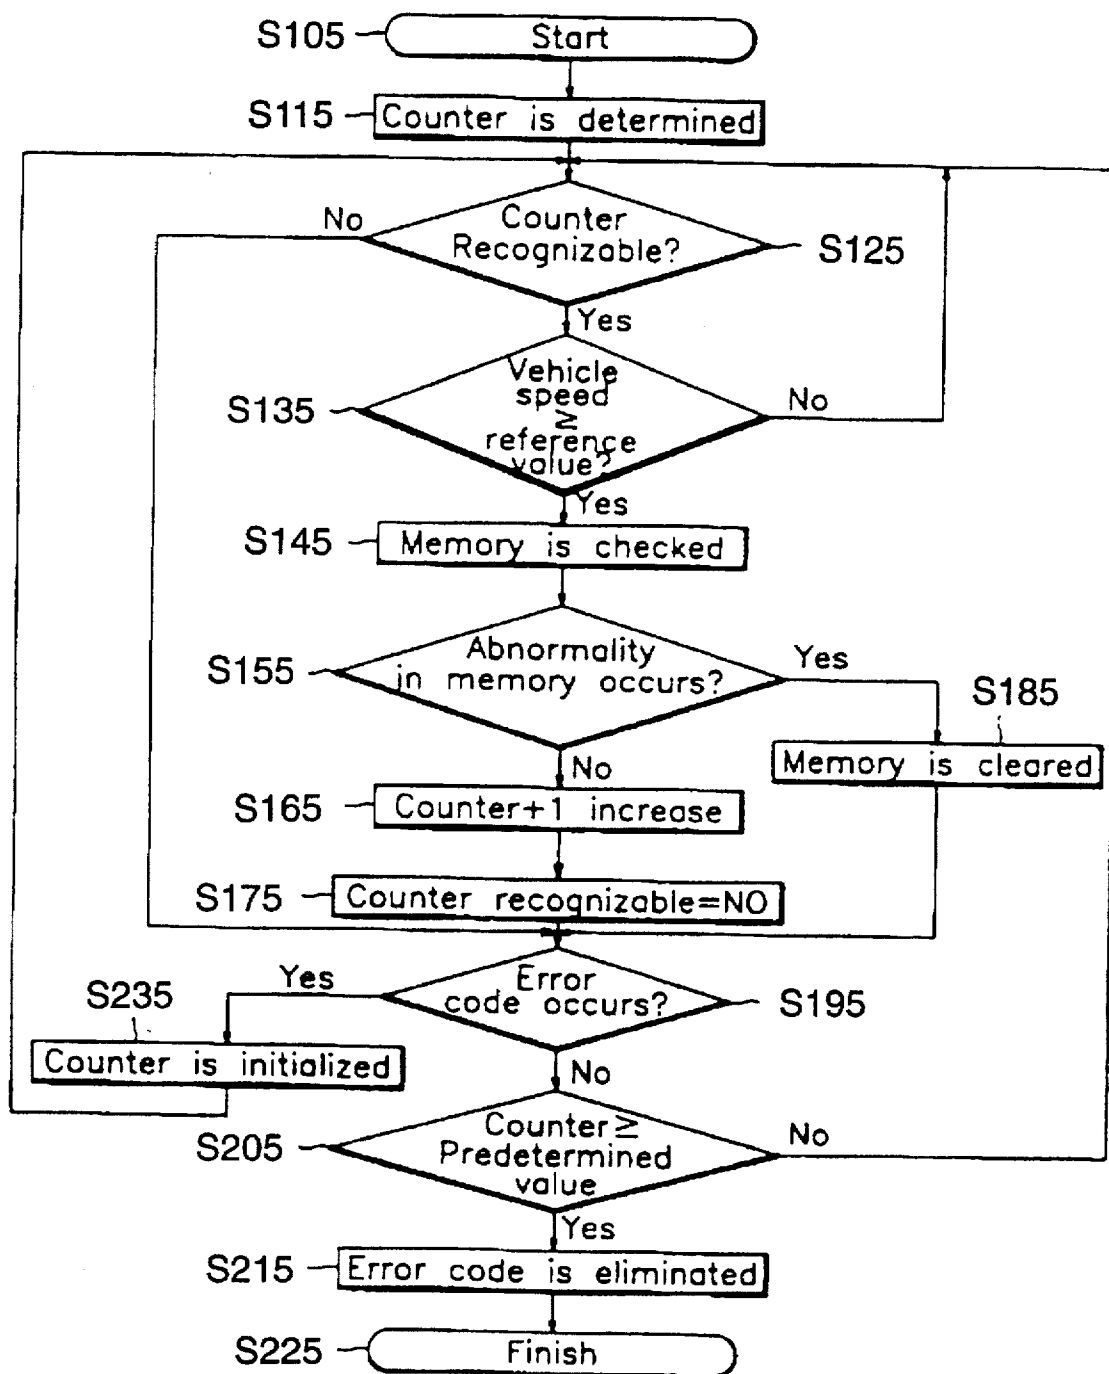 S105
Start
S115
Counter is determined
No
Counter
Recognizable?
S125
Yes
S135
Vehicle
speed
≥
reference
value?
No
Yes
S145
Memory is checked
S155
Abnormality
in memory occurs?
Yes
S185
Memory is cleared
No
S165
Counter+1 increase
S175
Counter recognizable=NO
Yes
Error
code occurs?
S195
S235
Counter is initialized
No
S205
Counter ≥
Predetermined
value
No
Yes
S215
Error code is eliminated
S225
Finish